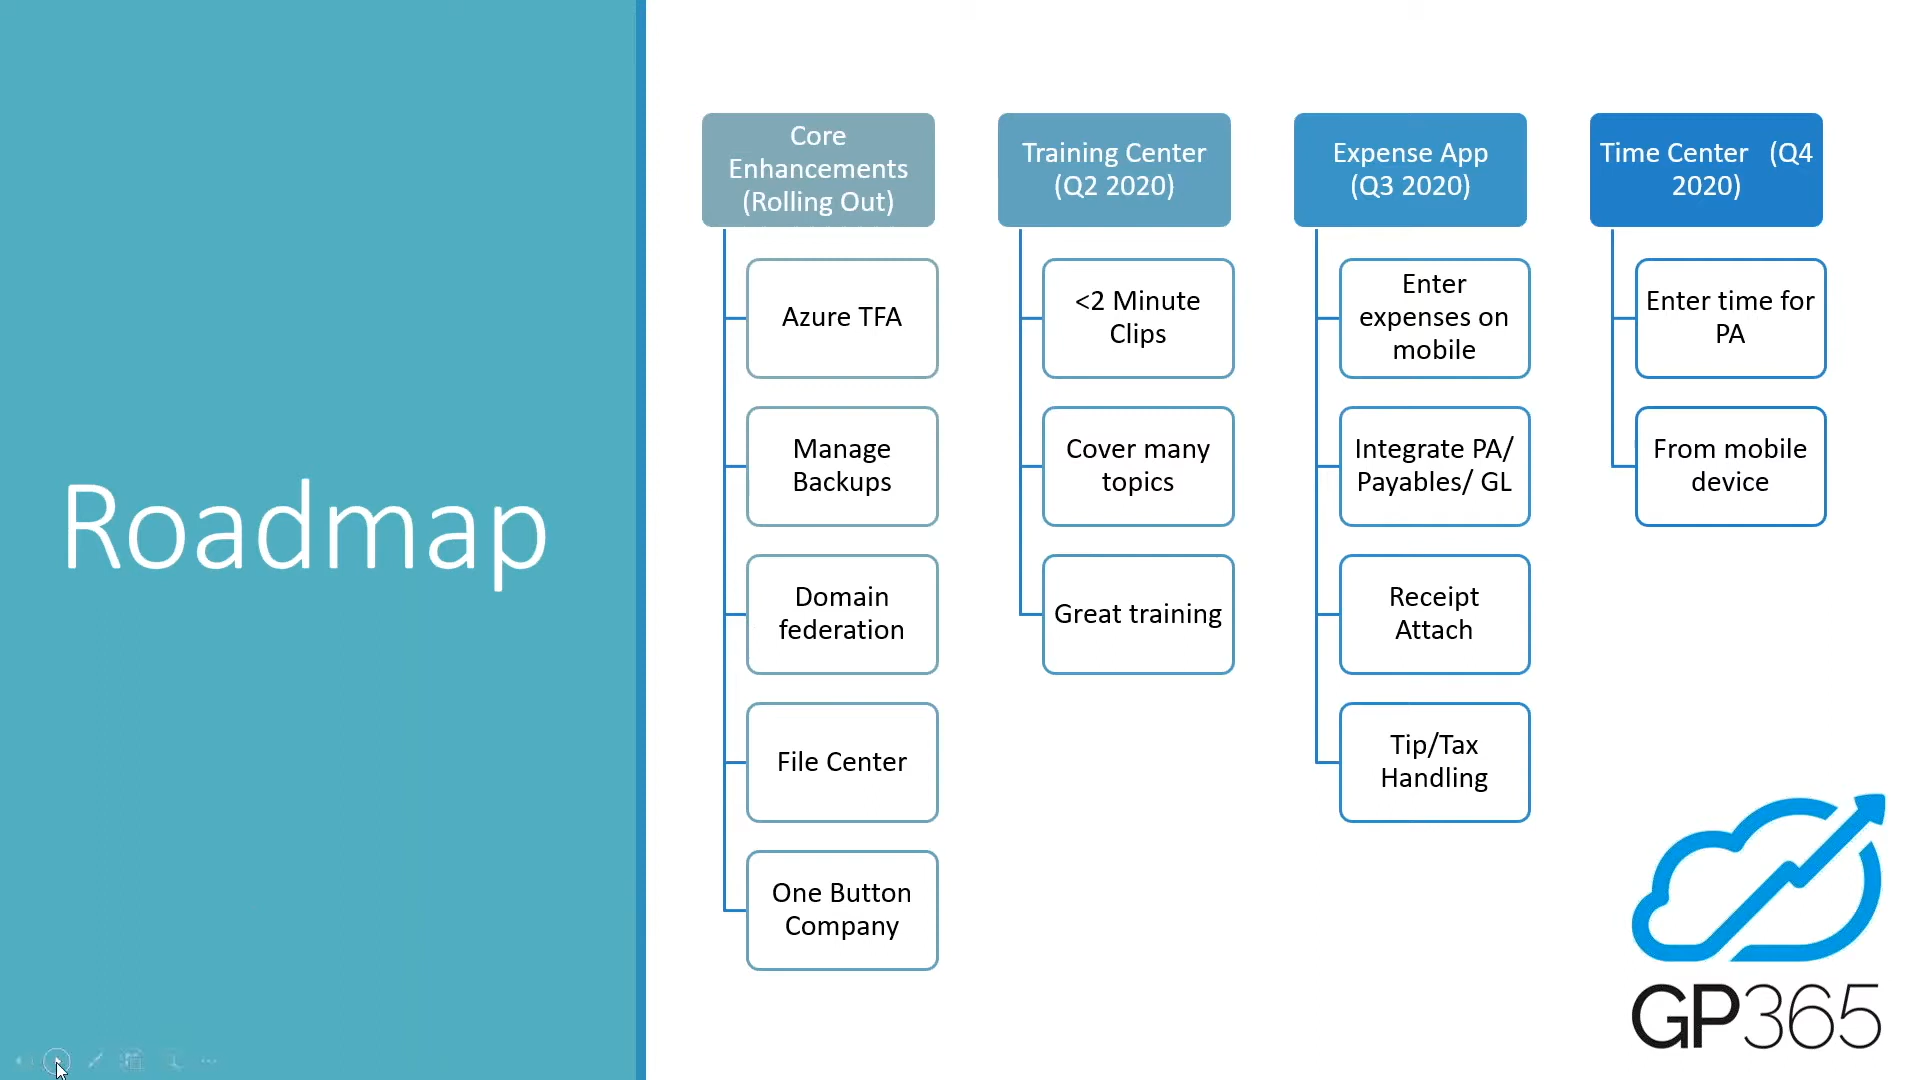 Roadmap
Core
Enhancements
(Rolling Out)
Azure TFA
Manage
Backups
Domain
federation
File Center
One Button
Company
Training Center
(Q2 2020)
<2 Minute
Clips
Cover many
topics
Great training
Expense App
(Q3 2020)
Enter
expenses on
mobile
Integrate PA/
Payables/ GL
Receipt
Attach
Tip/Tax
Handling
Time Center (Q4
2020)
Enter time for
PA
From mobile
device
GP365